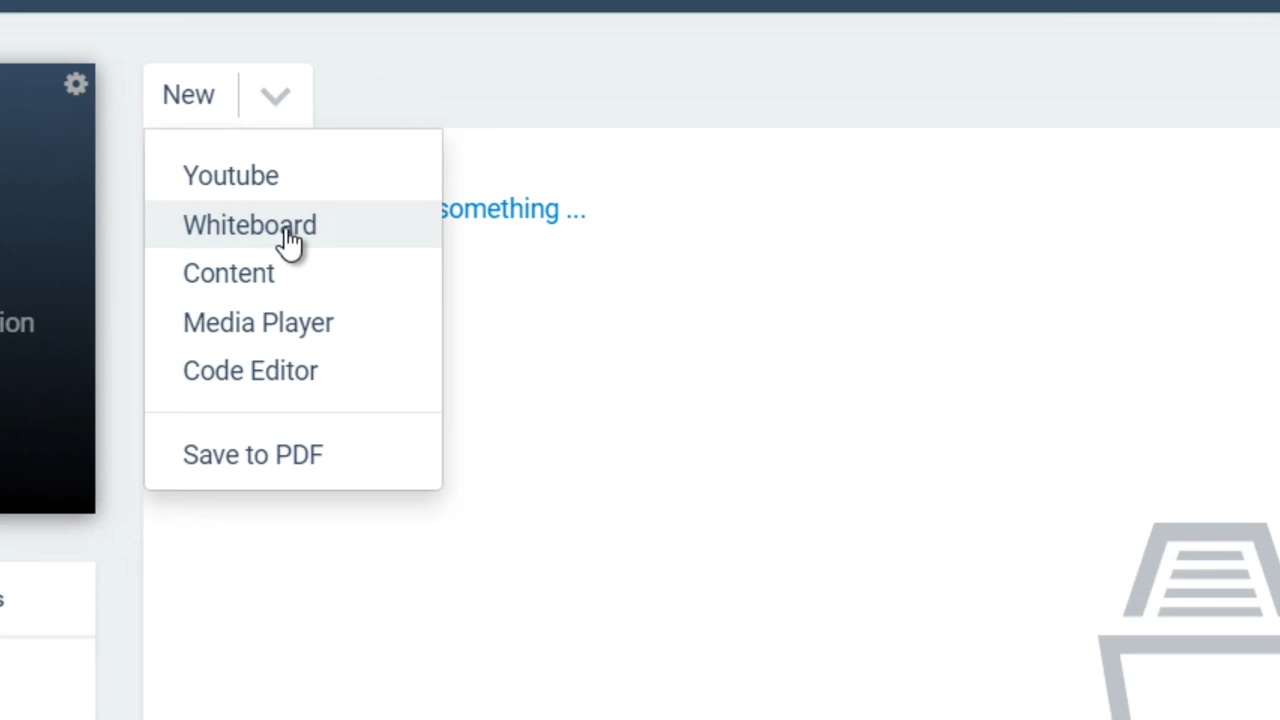 New
Youtube
something ...
Whiteboard
Content
Media Player
Code Editor
Save to PDF
ion
s